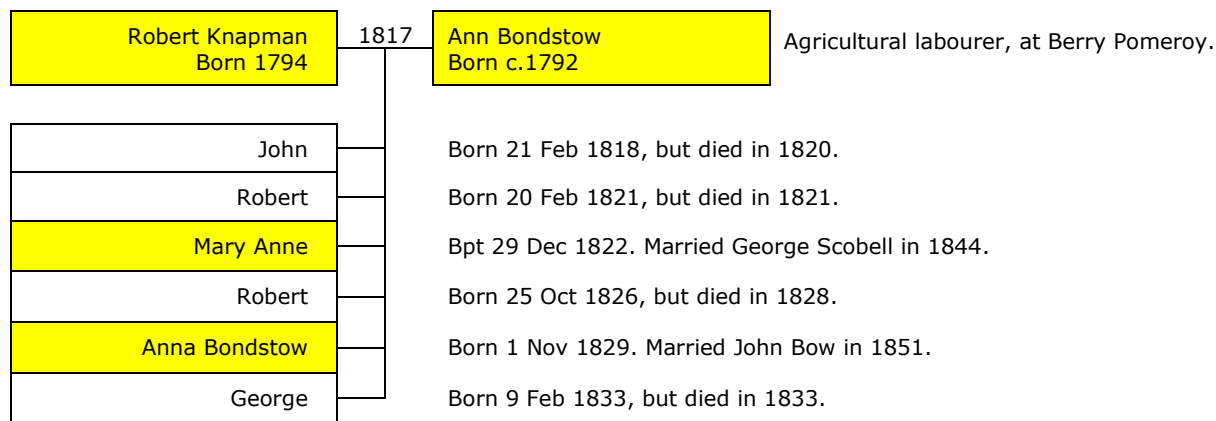 Robert Knapman
Born 1794
1817
Ann Bondstow
Born c.1792
Agricultural labourer, at Berry Pomeroy.
John
Born 21 Feb 1818, but died in 1820.
Robert
Born 20 Feb 1821, but died in 1821.
Mary Anne
Bpt 29 Dec 1822. Married George Scobell in 1844.
Robert
Born 25 Oct 1826, but died in 1828.
Anna Bondstow
Born 1 Nov 1829. Married John Bow in 1851.
George
Born 9 Feb 1833, but died in 1833.